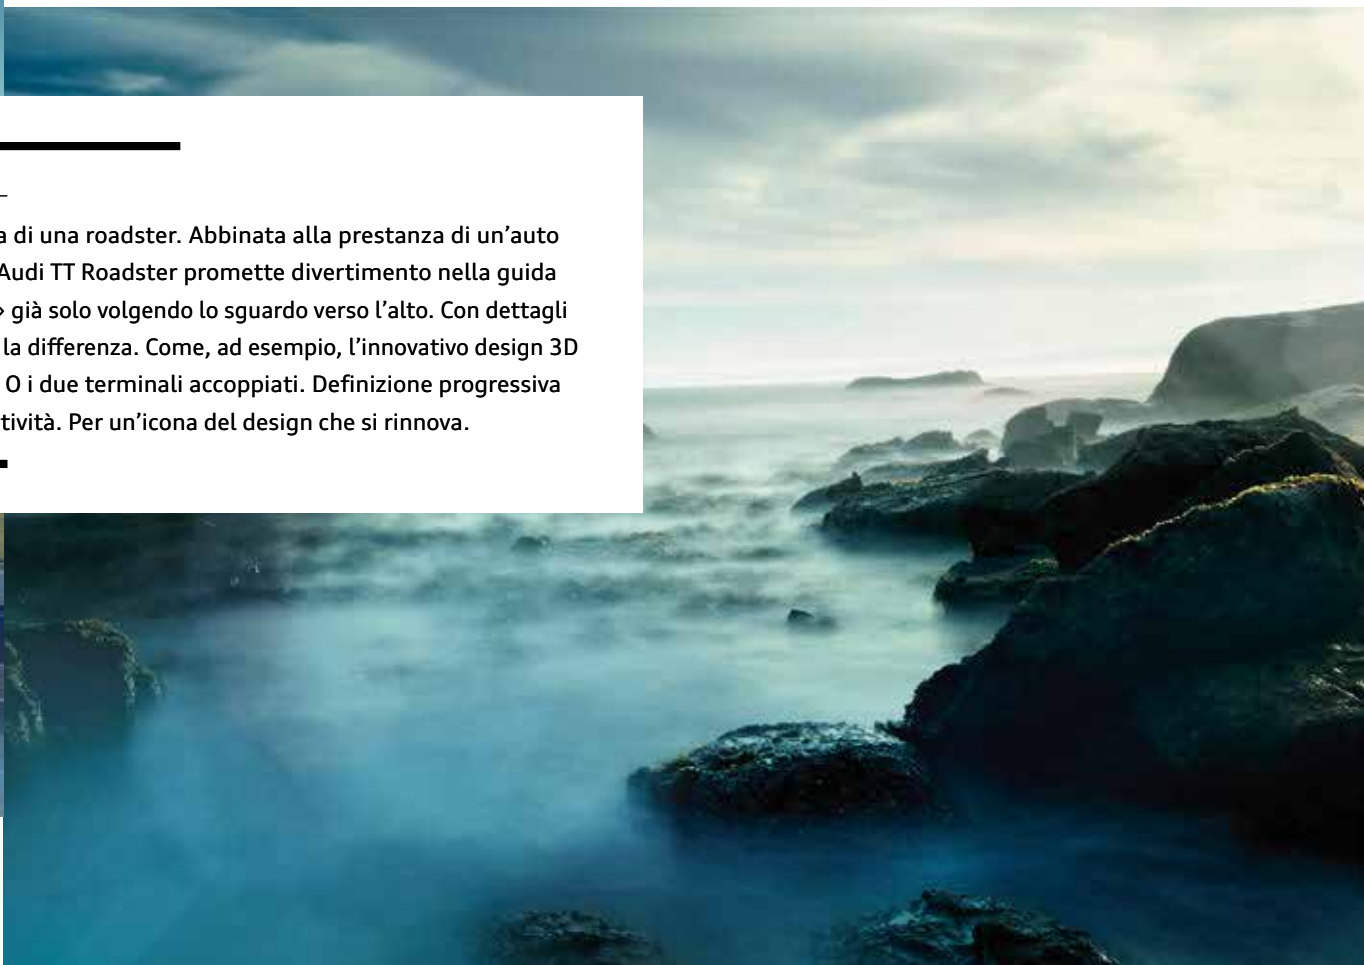 a di una roadster. Abbinata alla prestanza di un’auto
Audi TT Roadster promette divertimento nella guida
› già solo volgendo lo sguardo verso l’alto. Con dettagli
la differenza. Come, ad esempio, l’innovativo design 3D
O i due terminali accoppiati. Definizione progressiva
tività. Per un’icona del design che si rinnova.